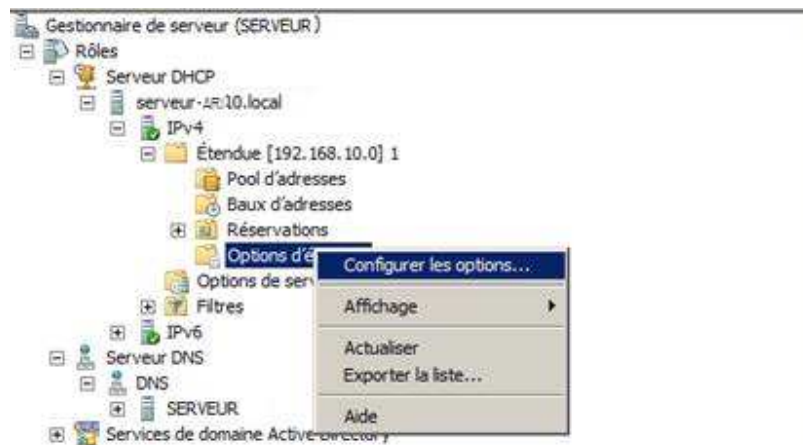 Gestionnaire de serveur (SERVEUR)
Rôles
Serveur DHCP
IPv4
Étendue [192.168.10.0] 1
Pool d'adresses
Baux d'adresses
Réservations
Options
Configurer les options...
Options de
Affichage
Filtres
IPv6
Actualiser
Serveur DNS
Exporter la liste...
DNS
SERVEUR
Aide
Services de domaine Active Directory